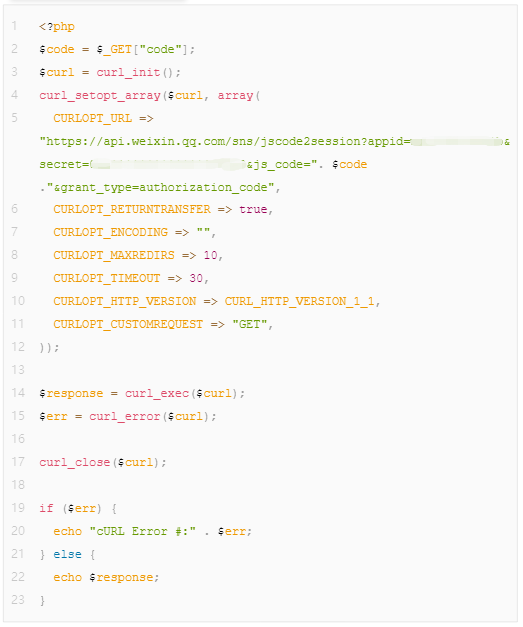 1 <?php
2 $code = $_GET["code"];
3 $curl = curl_init();
4 curl_setopt_array($curl, array(
5 CURLOPT_URL =>
"https://api.weixin.qq.com/sns/jscode2session?appid= &
secret= &js_code=". $code
."&grant_type=authorization_code",
6 CURLOPT_RETURNTRANSFER => true,
7 CURLOPT_ENCODING => "",
8 CURLOPT_MAXREDIRS => 10,
9 CURLOPT_TIMEOUT => 30,
10 CURLOPT_HTTP_VERSION => CURL_HTTP_VERSION_1_1,
11 CURLOPT_CUSTOMREQUEST => "GET",
12 ));
13
14 $response = curl_exec($curl);
15 $err = curl_error($curl);
16
17 curl_close($curl);
18
19 if ($err) {
20 echo "cURL Error #:" . $err;
21 } else {
22 echo $response;
23 }